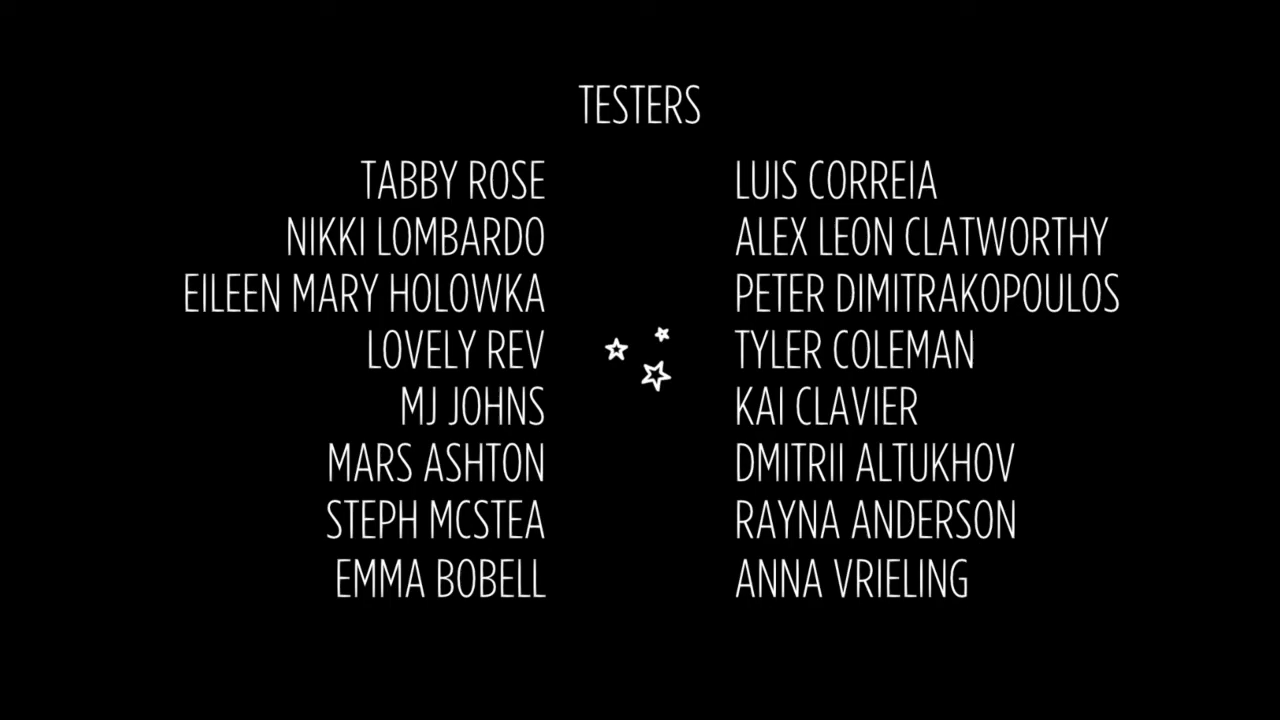 TESTERS
TABBY ROSE
NIKKI LOMBARDO
EILEEN MARY HOLOWKA
LOVELY REV
MJ JOHNS
MARS ASHTON
STEPH MCSTEA
EMMA BOBELL
LUIS CORREIA
ALEX LEON CLATWORTHY
PETER DIMITRAKOPOULOS
TYLER COLEMAN
KAI CLAVIER
DMITRII ALTUKHOV
RAYNA ANDERSON
ANNA VRIELING